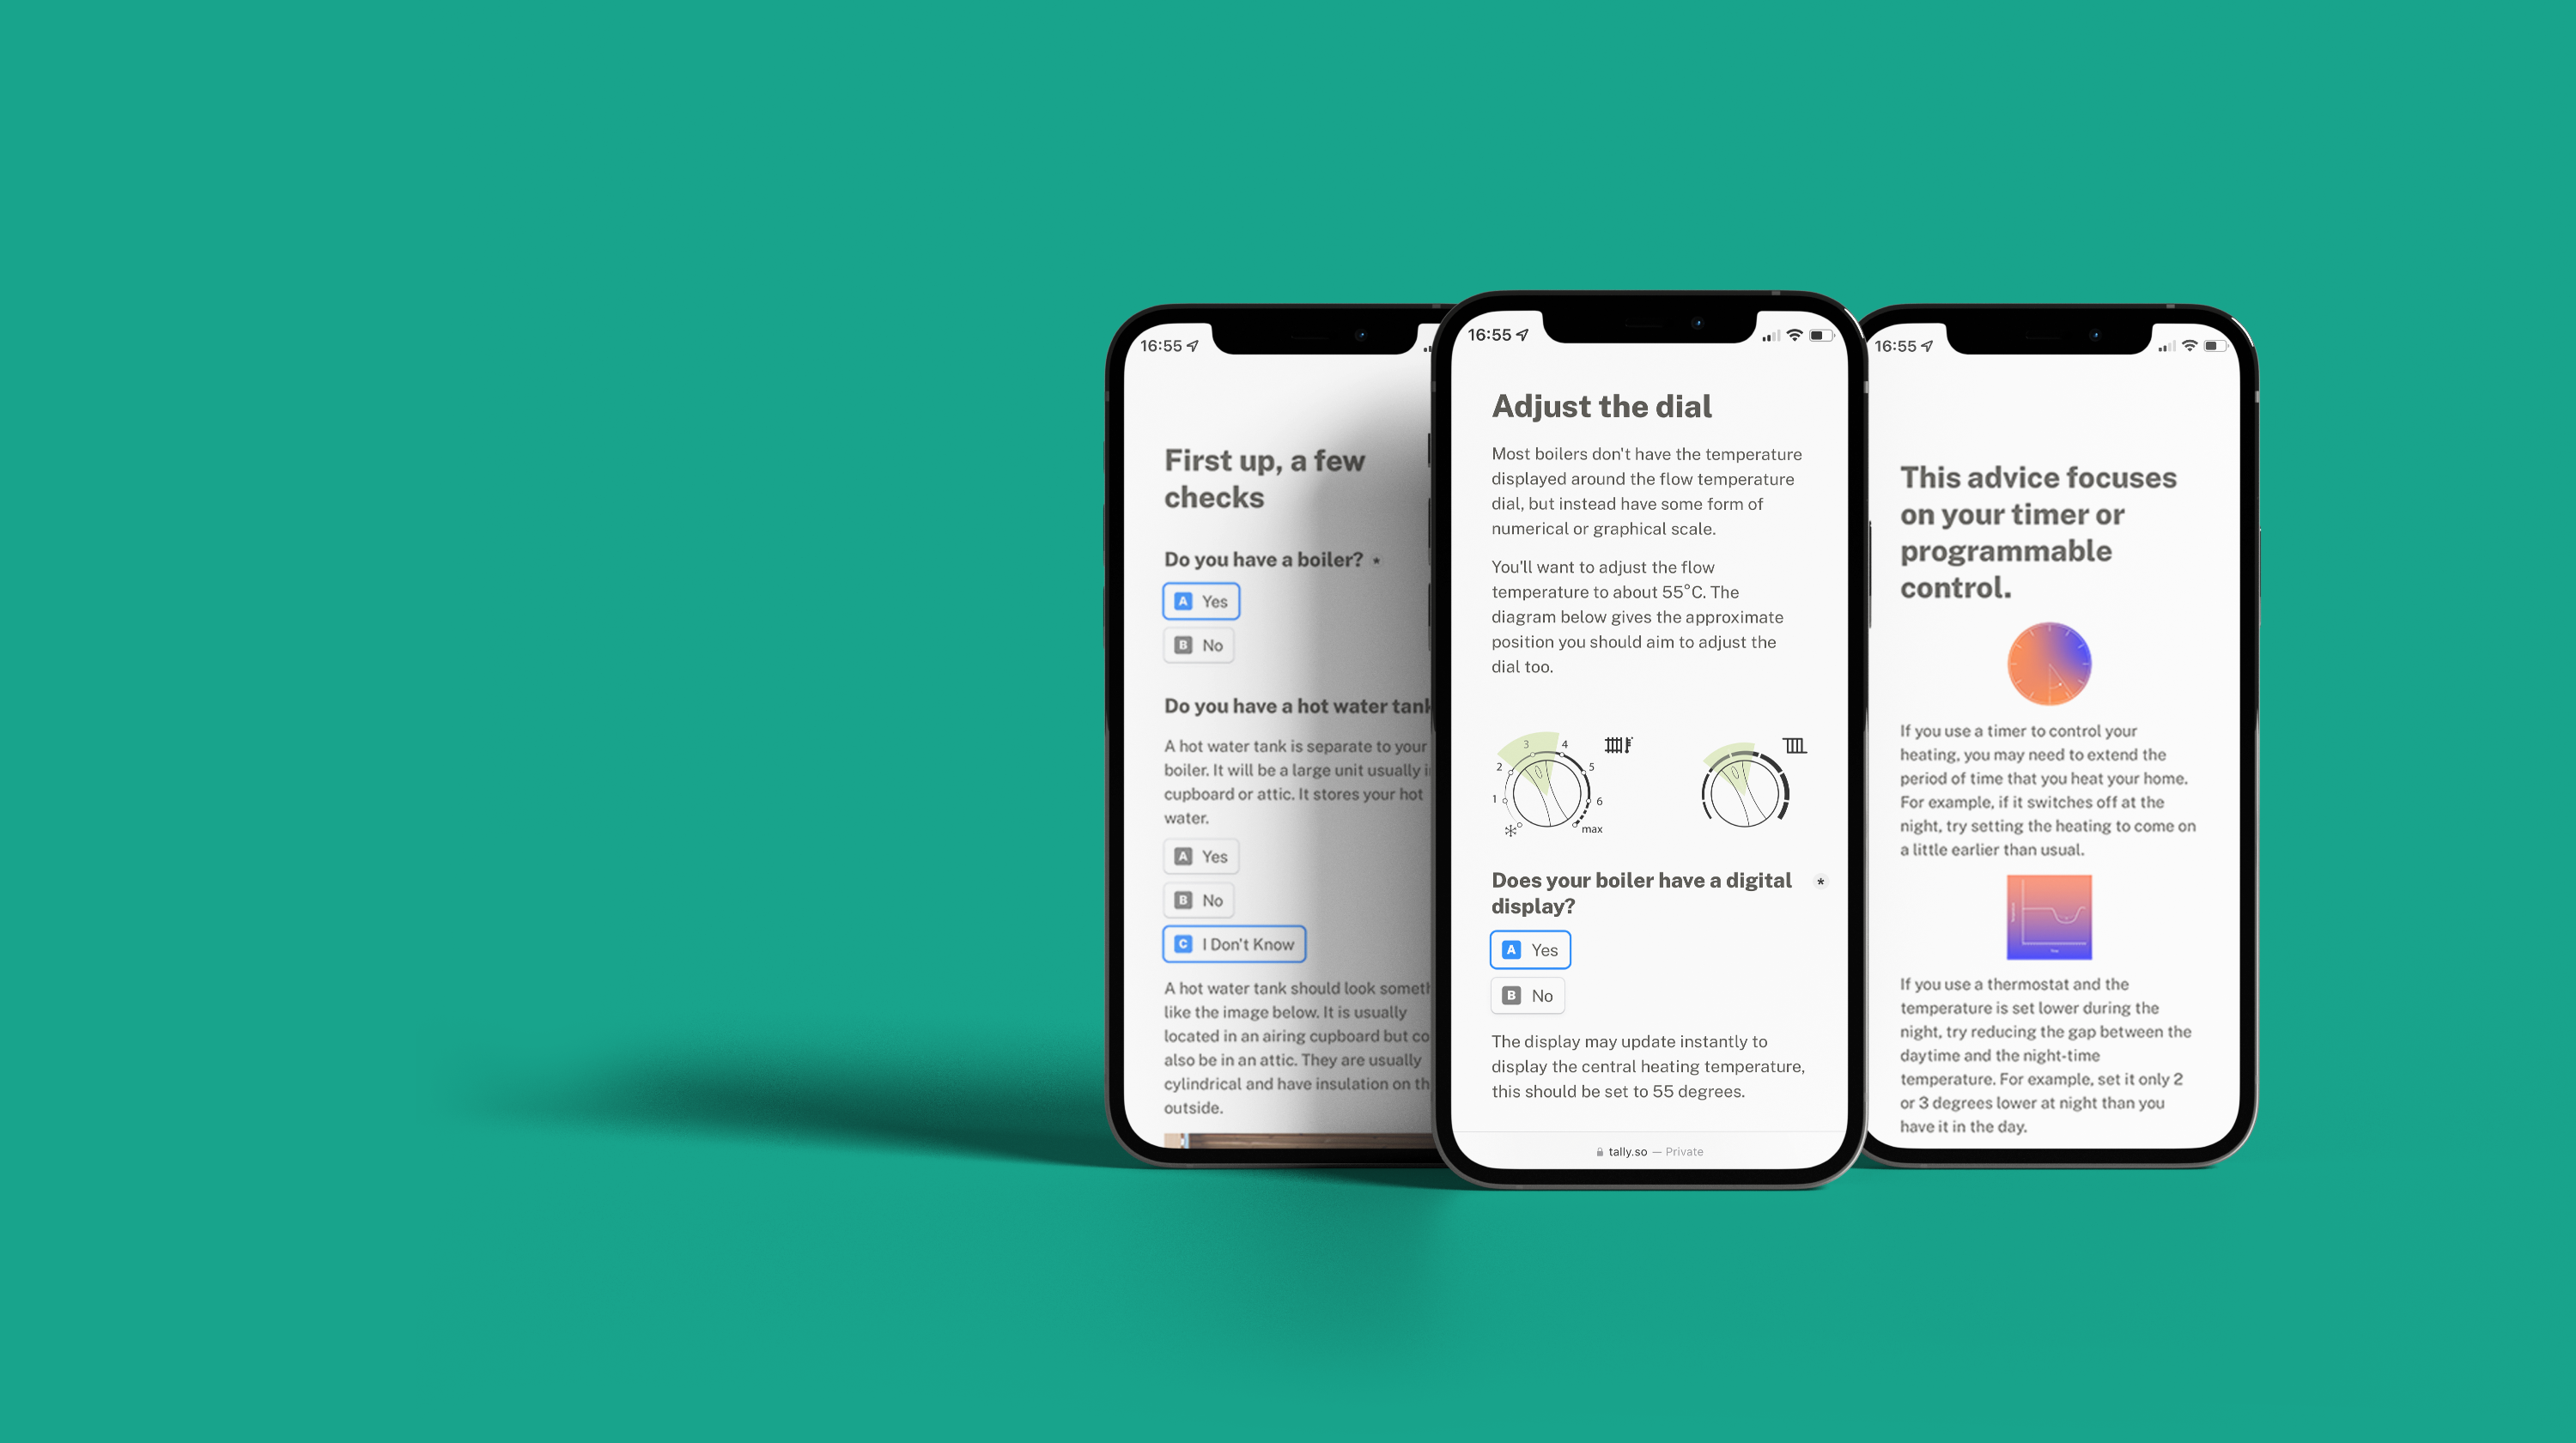 16:55
First up, a few
checks
Do you have a boiler? *
A Yes
B No
Do you have a hot water tank
A hot water tank is separate to your
boiler. It will be a large unit usually
cupboard or attic. It stores your hot
water.
A Yes
B No
C I Don't Know
A hot water tank should look
like the image below. It is usually
located in an airing cupboard but
also be in an attic. They are usually
cylindrical and have insulation on
outside.
16:55
Adjust the dial
Most boilers don't have the temperature
displayed around the flow temperature
dial, but instead have some form of
numerical or graphical scale.
You'll want to adjust the flow
temperature to about 55°C. The
diagram below gives the approximate
position you should aim to adjust the
dial too.
1
2
3
4
5
6
max
Does your boiler have a digital *
display?
A Yes
B No
The display may update instantly to
display the central heating temperature,
this should be set to 55 degrees.
tally.so — Private
16:55
This advice focuses
on your timer or
programmable
control.
If you use a timer to control your
heating, you may need to extend the
period of time that you heat your home.
For example, if it switches off at the
night, try setting the heating to come on
a little earlier than usual.
If you use a thermostat and the
temperature is set lower during the
night, try reducing the gap between the
daytime and the night-time
temperature. For example, set it only 2
or 3 degrees lower at night than you
have it in the day.